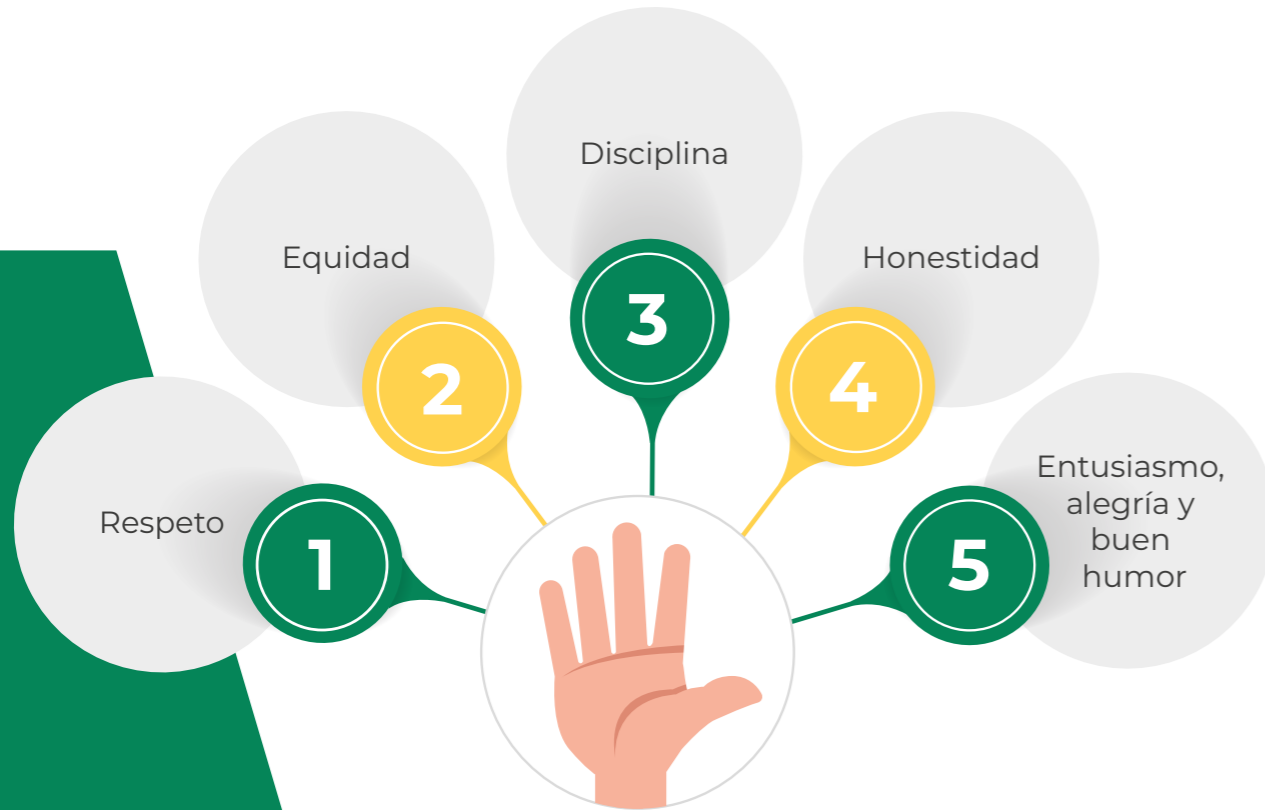 Respeto
1
Equidad
2
Disciplina
3
Honestidad
4
Entusiasmo,
alegría y
buen
humor
5